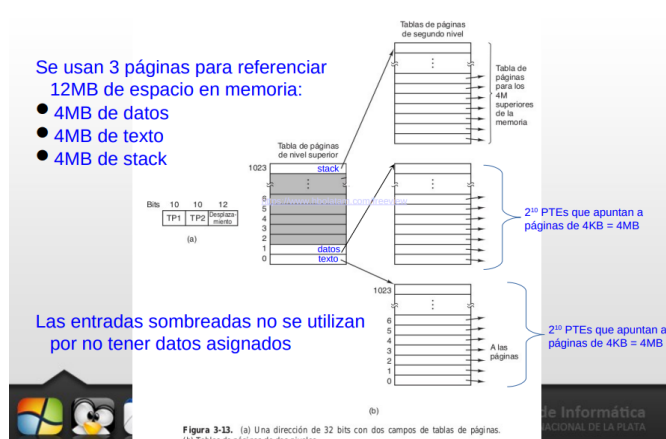 Tablas de páginas
de segundo nivel
Se usan 3 páginas para referenciar
12MB de espacio en memoria:
4MB de datos
4MB de texto
4MB de stack
Tabla de
páginas
para los
4M
superiores
de la
memoria
Tabla de páginas
de nivel superior
1023
stack
6
5
4
3
2
1
0
datos
texto
Bits 10 10 12
TP1 TP2 Desplaza-
miento
(a)
210 PTEs que apuntan a
páginas de 4KB = 4MB
1023
6
5
4
3
2
1
0
A las
páginas
210 PTEs que apuntan a
páginas de 4KB = 4MB
Las entradas sombreadas no se utilizan
por no tener datos asignados
(b)
de Informática
NACIONAL DE LA PLATA
Figura 3-13. (a) Una dirección de 32 bits con dos campos de tablas de páginas.